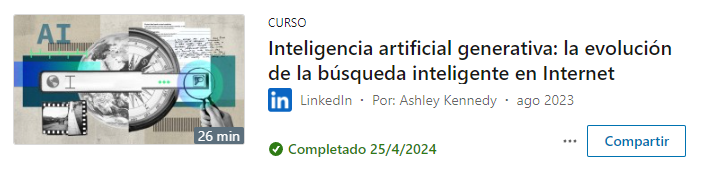 AI
26 min
CURSO
Inteligencia artificial generativa: la evolución
de la búsqueda inteligente en Internet
in LinkedIn · Por: Ashley Kennedy · ago 2023
Completado 25/4/2024
··· Compartir